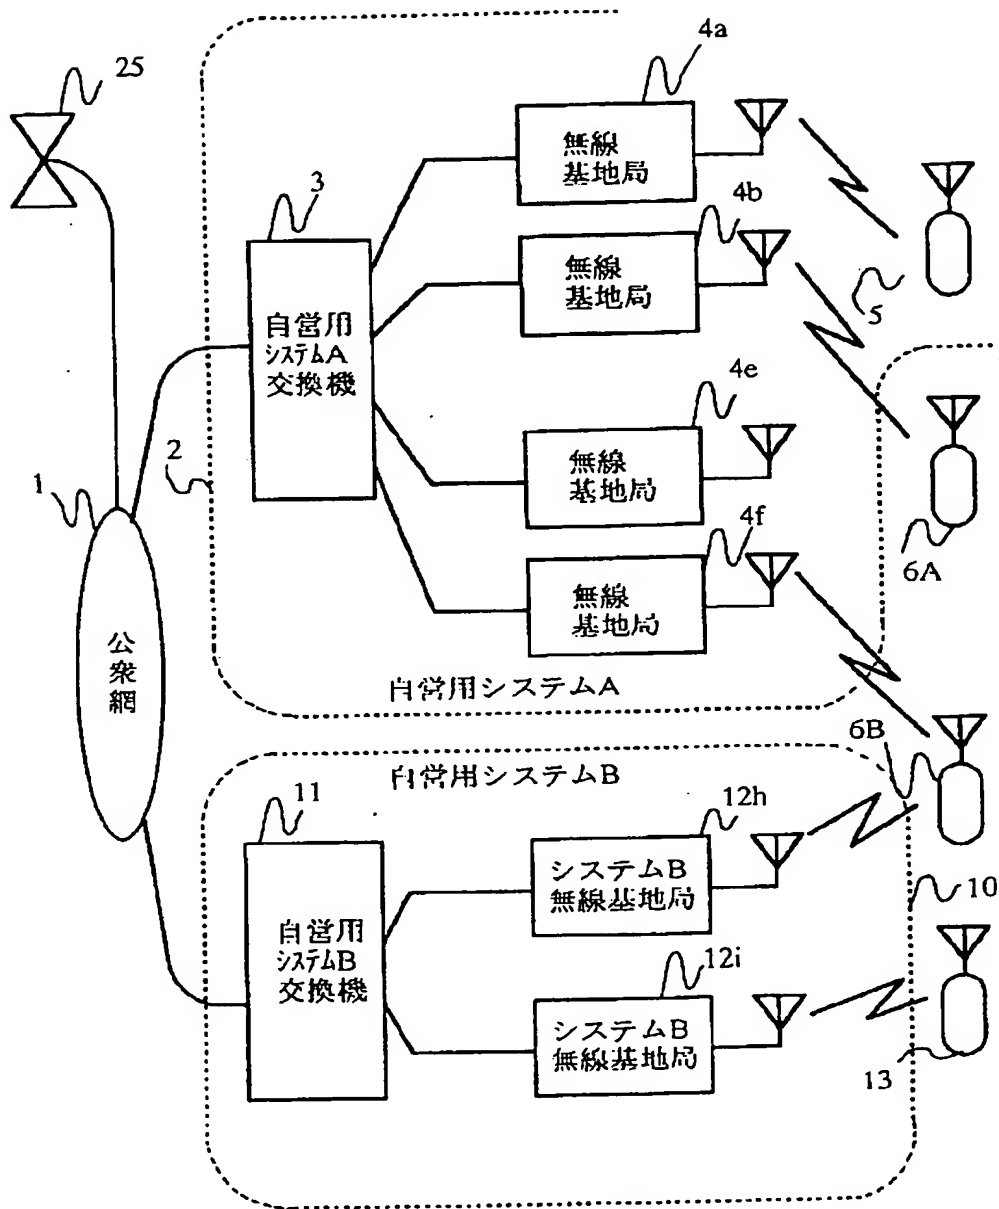 4a
25
無線
基地局
3
4b
無線
基地局
5
自営用
システムA
交換機
4e
2
無線
基地局
1
4f
6A
無線
基地局
公衆網
自営用システムA
6B
自営用システムB
11
12h
システムB
無線基地局
10
自営用
システムB
交換機
12i
システムB
無線基地局
13